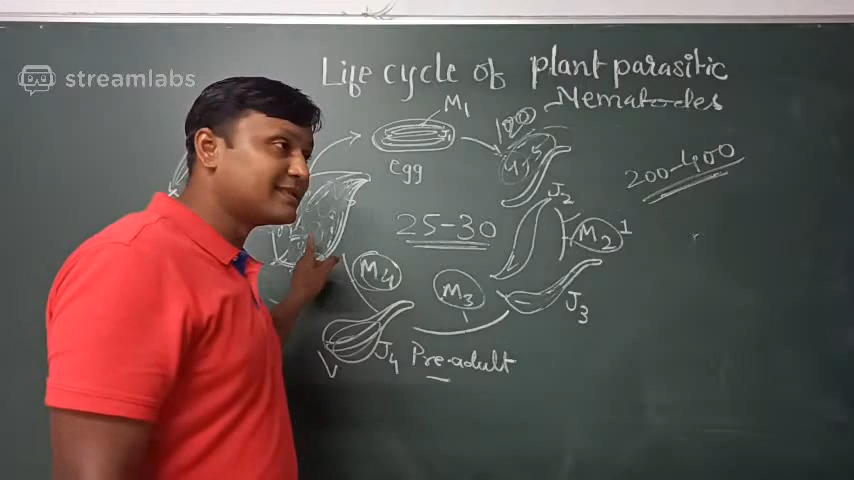 streamlabs
Life cycle of plant parasitic
Nematodes
M1
egg
200-400
J2
25-30
M2 1
M4
M3
J3
J4 Pre-adult